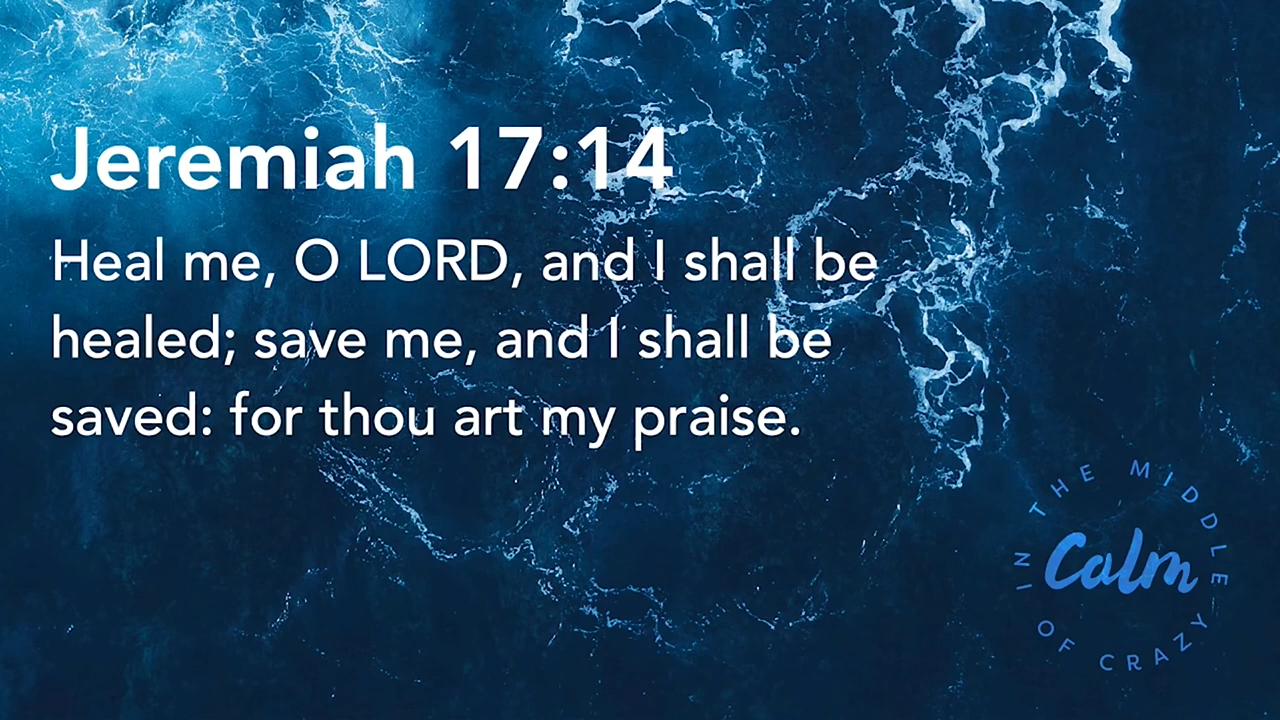 Jeremiah 17:14
Heal me, O LORD, and I shall be
healed; save me, and I shall be
saved: for thou art my praise.
Calm
IN THE MIDDLE OF CRAZY